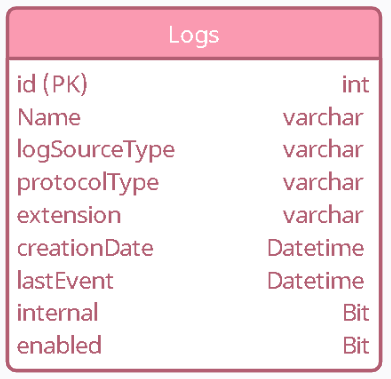 Logs
id (PK) int
Name varchar
logSourceType varchar
protocolType varchar
extension varchar
creationDate Datetime
lastEvent Datetime
internal Bit
enabled Bit